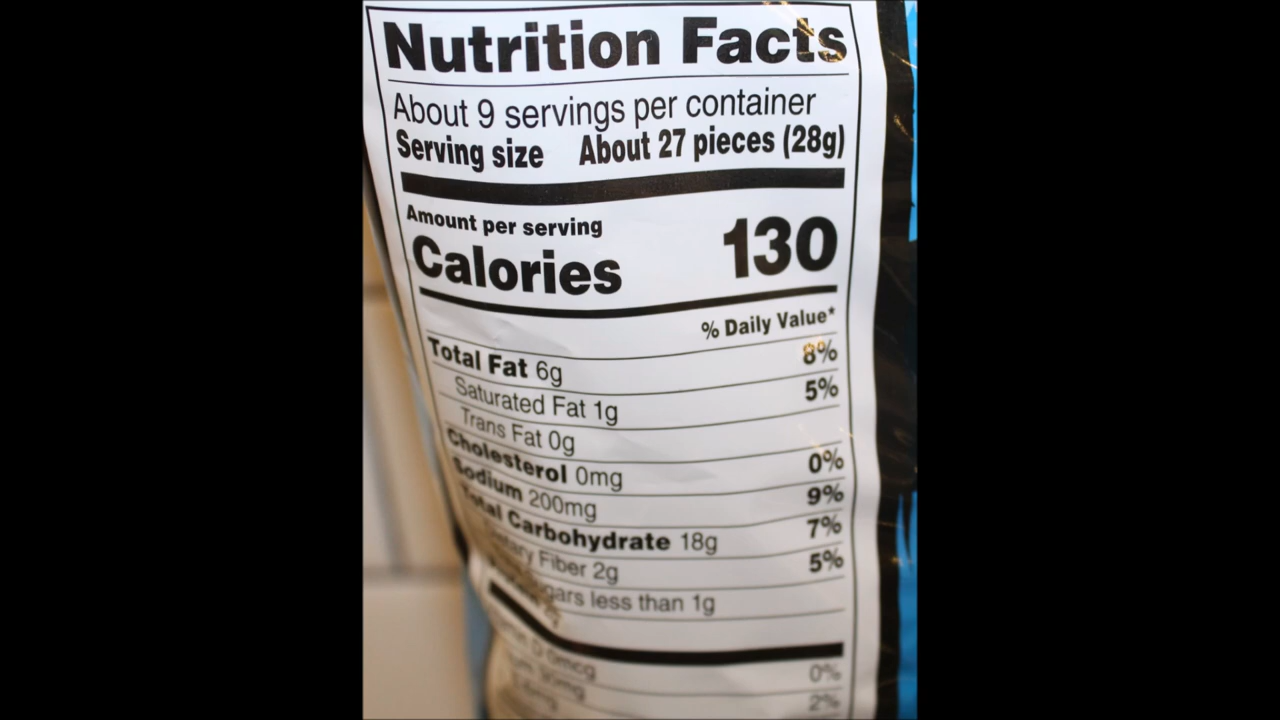 Nutrition Facts
About 9 servings per container
Serving size About 27 pieces (28g)
Amount per serving
Calories 130
% Daily Value*
Total Fat 6g 8%
Saturated Fat 1g 5%
Trans Fat 0g
Cholesterol 0mg 0%
Sodium 200mg 9%
Total Carbohydrate 18g 7%
Fiber 2g 5%
less than 1g
0%
2%